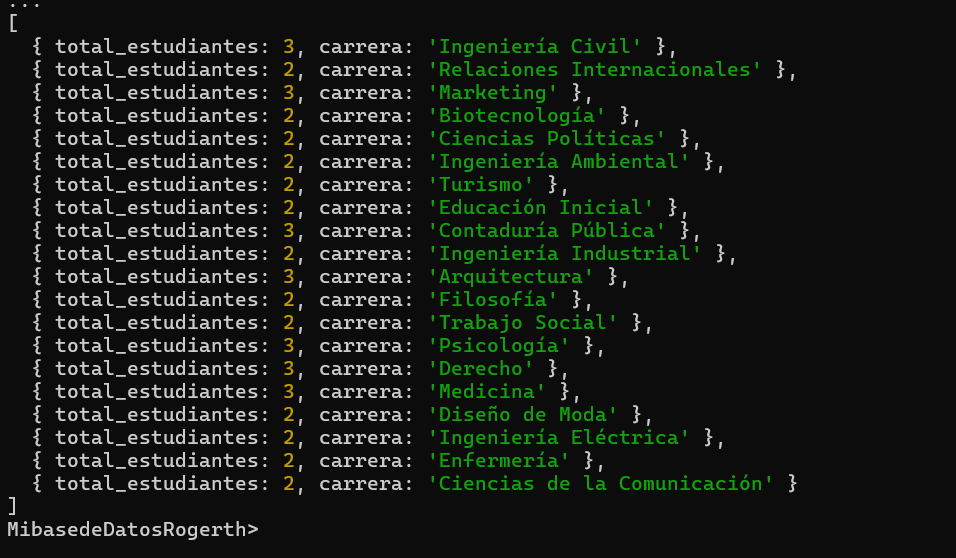 ...
[
  { total_estudiantes: 3, carrera: 'Ingeniería Civil' },
  { total_estudiantes: 2, carrera: 'Relaciones Internacionales' },
  { total_estudiantes: 3, carrera: 'Marketing' },
  { total_estudiantes: 2, carrera: 'Biotecnología' },
  { total_estudiantes: 2, carrera: 'Ciencias Políticas' },
  { total_estudiantes: 2, carrera: 'Ingeniería Ambiental' },
  { total_estudiantes: 2, carrera: 'Turismo' },
  { total_estudiantes: 2, carrera: 'Educación Inicial' },
  { total_estudiantes: 3, carrera: 'Contaduría Pública' },
  { total_estudiantes: 2, carrera: 'Ingeniería Industrial' },
  { total_estudiantes: 3, carrera: 'Arquitectura' },
  { total_estudiantes: 2, carrera: 'Filosofía' },
  { total_estudiantes: 2, carrera: 'Trabajo Social' },
  { total_estudiantes: 3, carrera: 'Psicología' },
  { total_estudiantes: 3, carrera: 'Derecho' },
  { total_estudiantes: 3, carrera: 'Medicina' },
  { total_estudiantes: 2, carrera: 'Diseño de Moda' },
  { total_estudiantes: 2, carrera: 'Ingeniería Eléctrica' },
  { total_estudiantes: 2, carrera: 'Enfermería' },
  { total_estudiantes: 2, carrera: 'Ciencias de la Comunicación' }
]
MibasedeDatosRogerth>